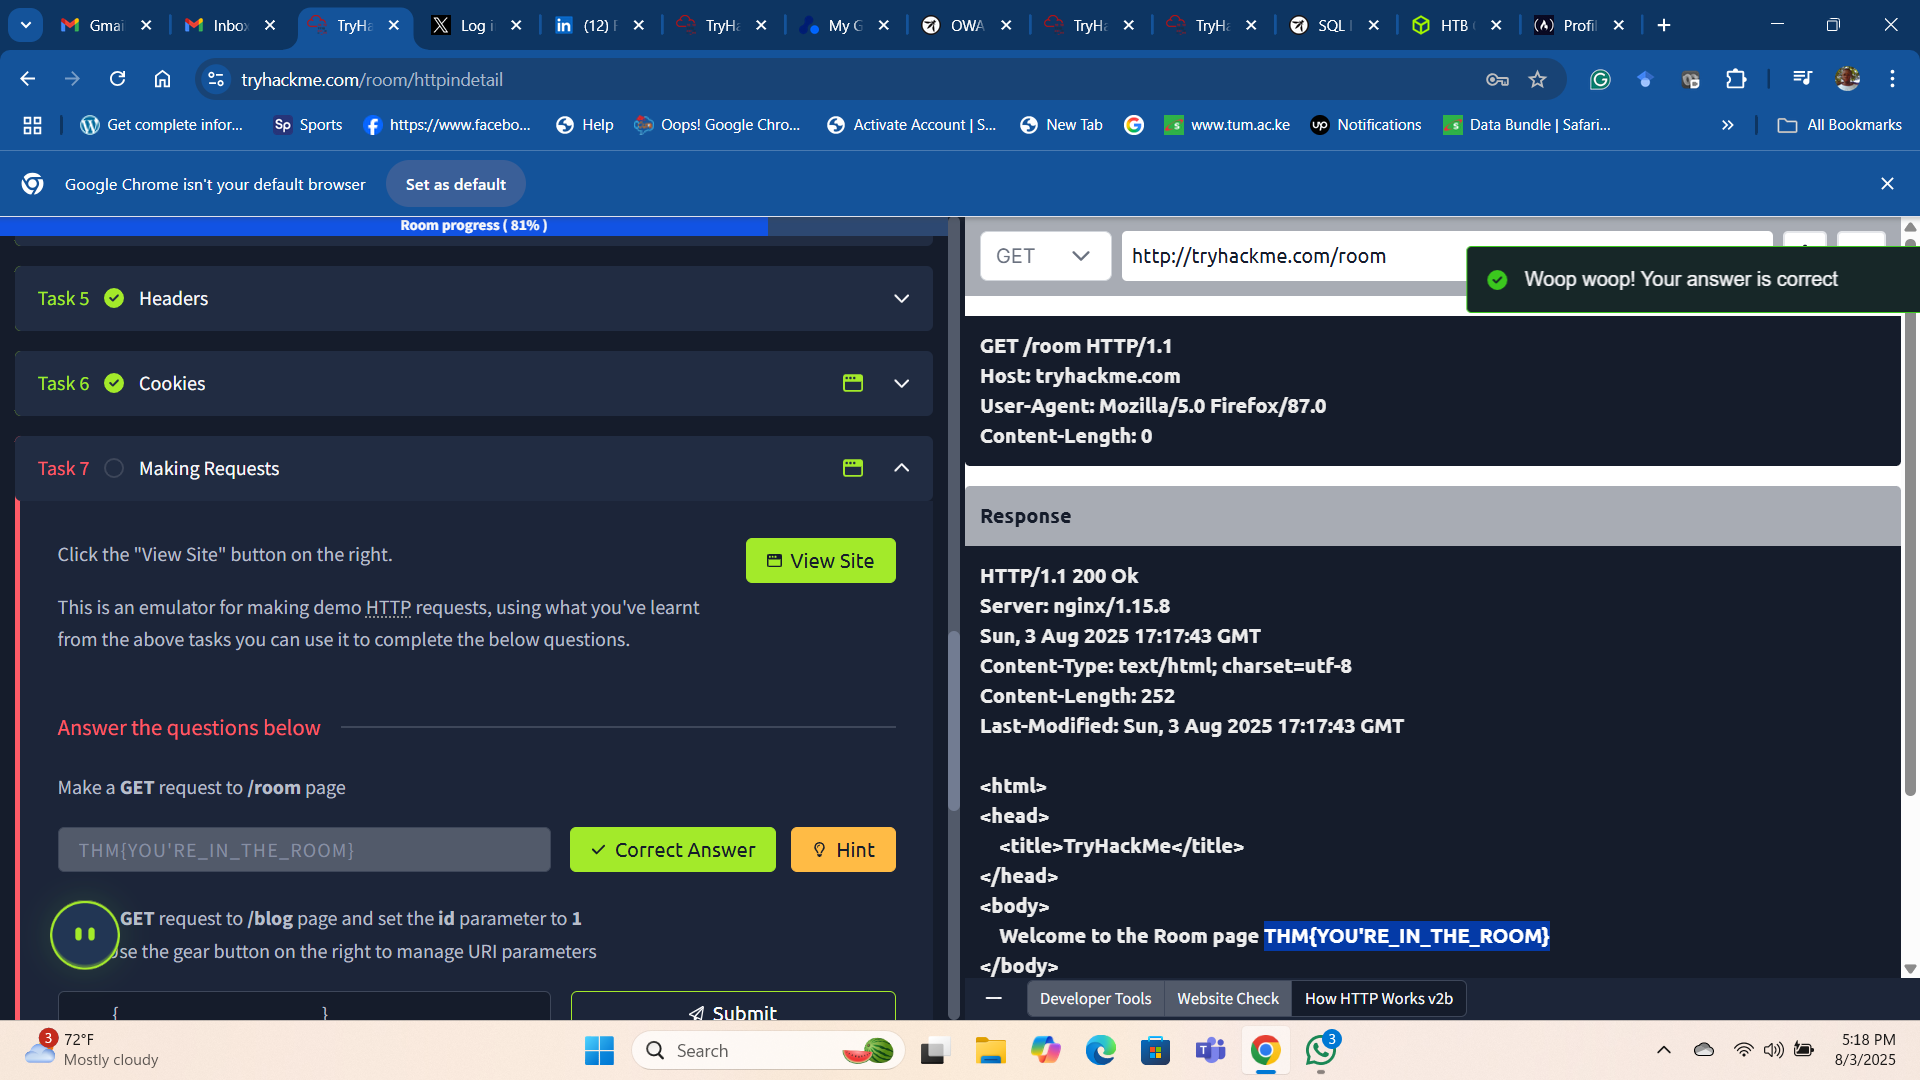 Gmai
Inbo
TryHa
Log i
(12) F
TryHa
My G
OWA
TryHa
TryHa
SQL
HTB
Profil
tryhackme.com/room/httpindetail
Get complete infor...
Sp Sports
https://www.facebo...
Help
Oops! Google Chro...
Activate Account | S...
New Tab
www.tum.ac.ke
up Notifications
Data Bundle | Safari...
All Bookmarks
Google Chrome isn't your default browser
Set as default
Room progress ( 81% )
Task 5 Headers
Task 6 Cookies
Task 7 Making Requests
Click the "View Site" button on the right.
View Site
This is an emulator for making demo HTTP requests, using what you've learnt
from the above tasks you can use it to complete the below questions.
Answer the questions below
Make a GET request to /room page
THM{YOU'RE_IN_THE_ROOM}
Correct Answer
Hint
GET request to /blog page and set the id parameter to 1
se the gear button on the right to manage URI parameters
{ }
Submit
GET
http://tryhackme.com/room
Woop woop! Your answer is correct
GET /room HTTP/1.1
Host: tryhackme.com
User-Agent: Mozilla/5.0 Firefox/87.0
Content-Length: 0
Response
HTTP/1.1 200 Ok
Server: nginx/1.15.8
Sun, 3 Aug 2025 17:17:43 GMT
Content-Type: text/html; charset=utf-8
Content-Length: 252
Last-Modified: Sun, 3 Aug 2025 17:17:43 GMT
<html>
<head>
<title>TryHackMe</title>
</head>
<body>
Welcome to the Room page THM{YOU'RE_IN_THE_ROOM}
</body>
Developer Tools
Website Check
How HTTP Works v2b
3
72°F
Mostly cloudy
Search
3
5:18 PM
8/3/2025